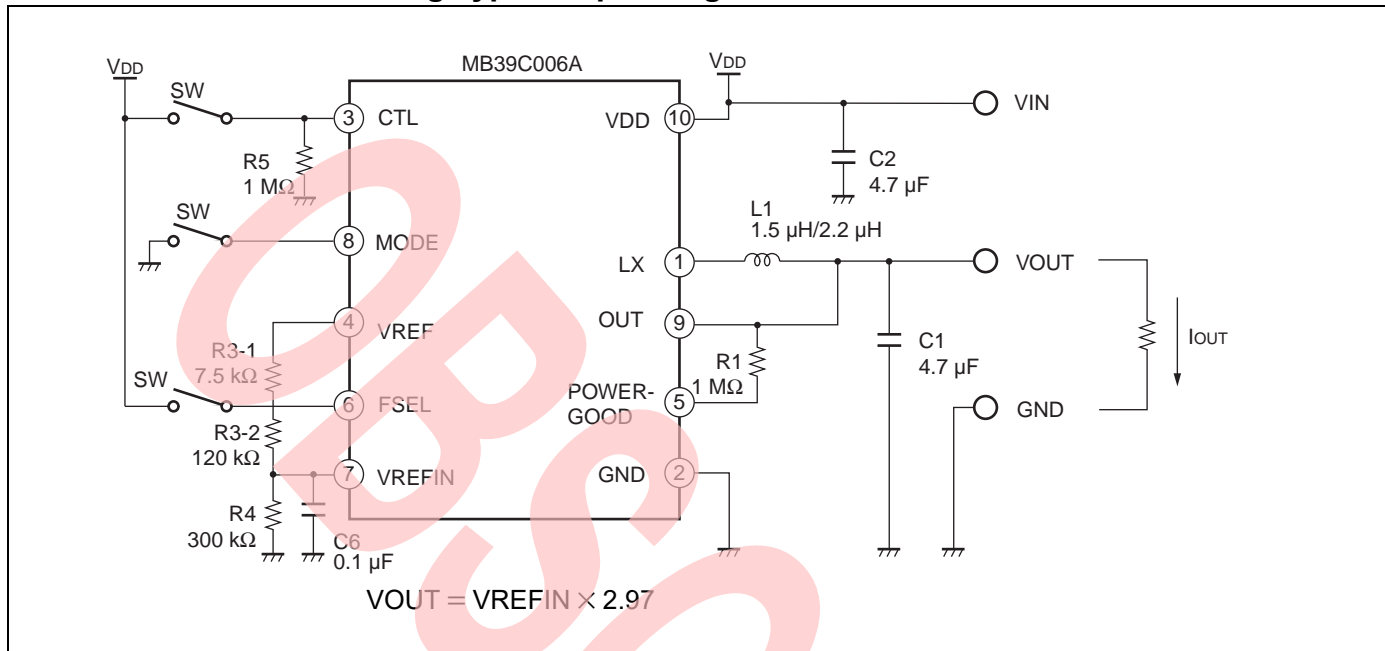 MB39C006A
VDD
SW
3
CTL
R5
1 MΩ
SW
8
MODE
4
VREF
R3-1
7.5 kΩ
SW
6
FSEL
R3-2
120 kΩ
7
VREFIN
R4
300 kΩ
C6
0.1 µF
VDD
VDD
10
VIN
C2
4.7 µF
L1
1.5 µH/2.2 µH
LX
1
VOUT
OUT
9
R1
1 MΩ
C1
4.7 µF
IOUT
POWER-
GOOD
5
GND
GND
2
VOUT = VREFIN × 2.97